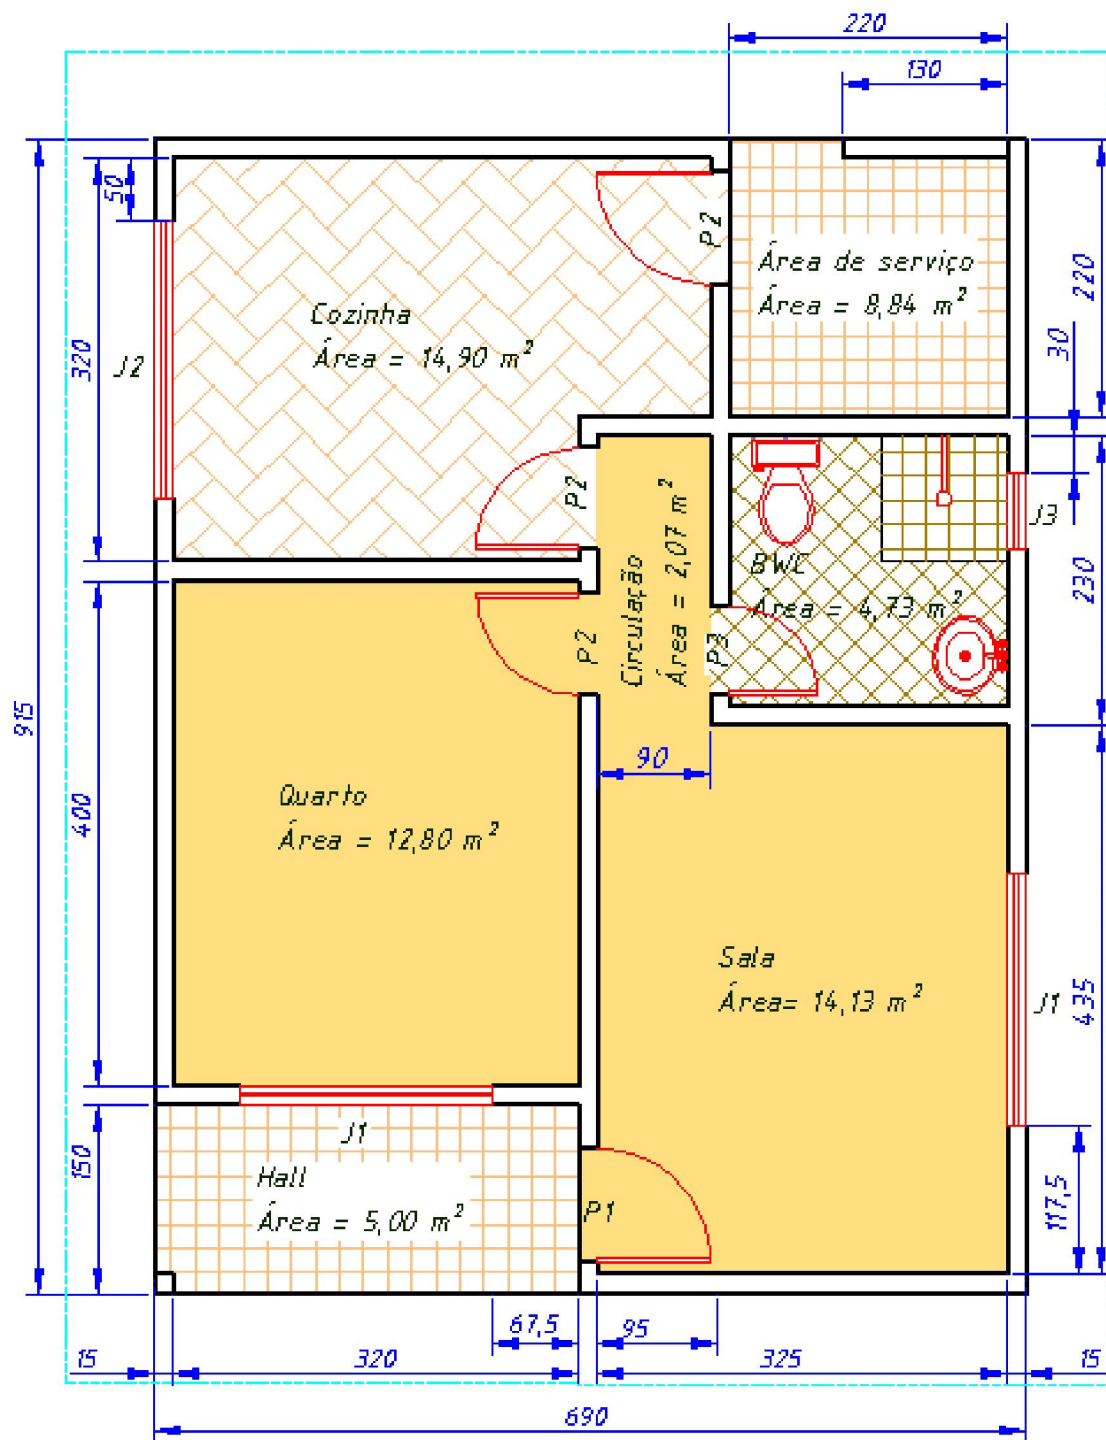 220
130
50
P2
Área de serviço
Área = 8,84 m²
220
Cozinha
Área = 14,90 m²
320
J2
30
P2
J3
BWC
Área = 4,73 m²
230
Circulação
Área = 2,07 m²
P2
P3
915
90
400
Quarto
Área = 12,80 m²
Sala
Área= 14,13 m²
J1
435
J1
150
Hall
Área = 5,00 m²
P1
117,5
67,5
95
15
320
325
15
690